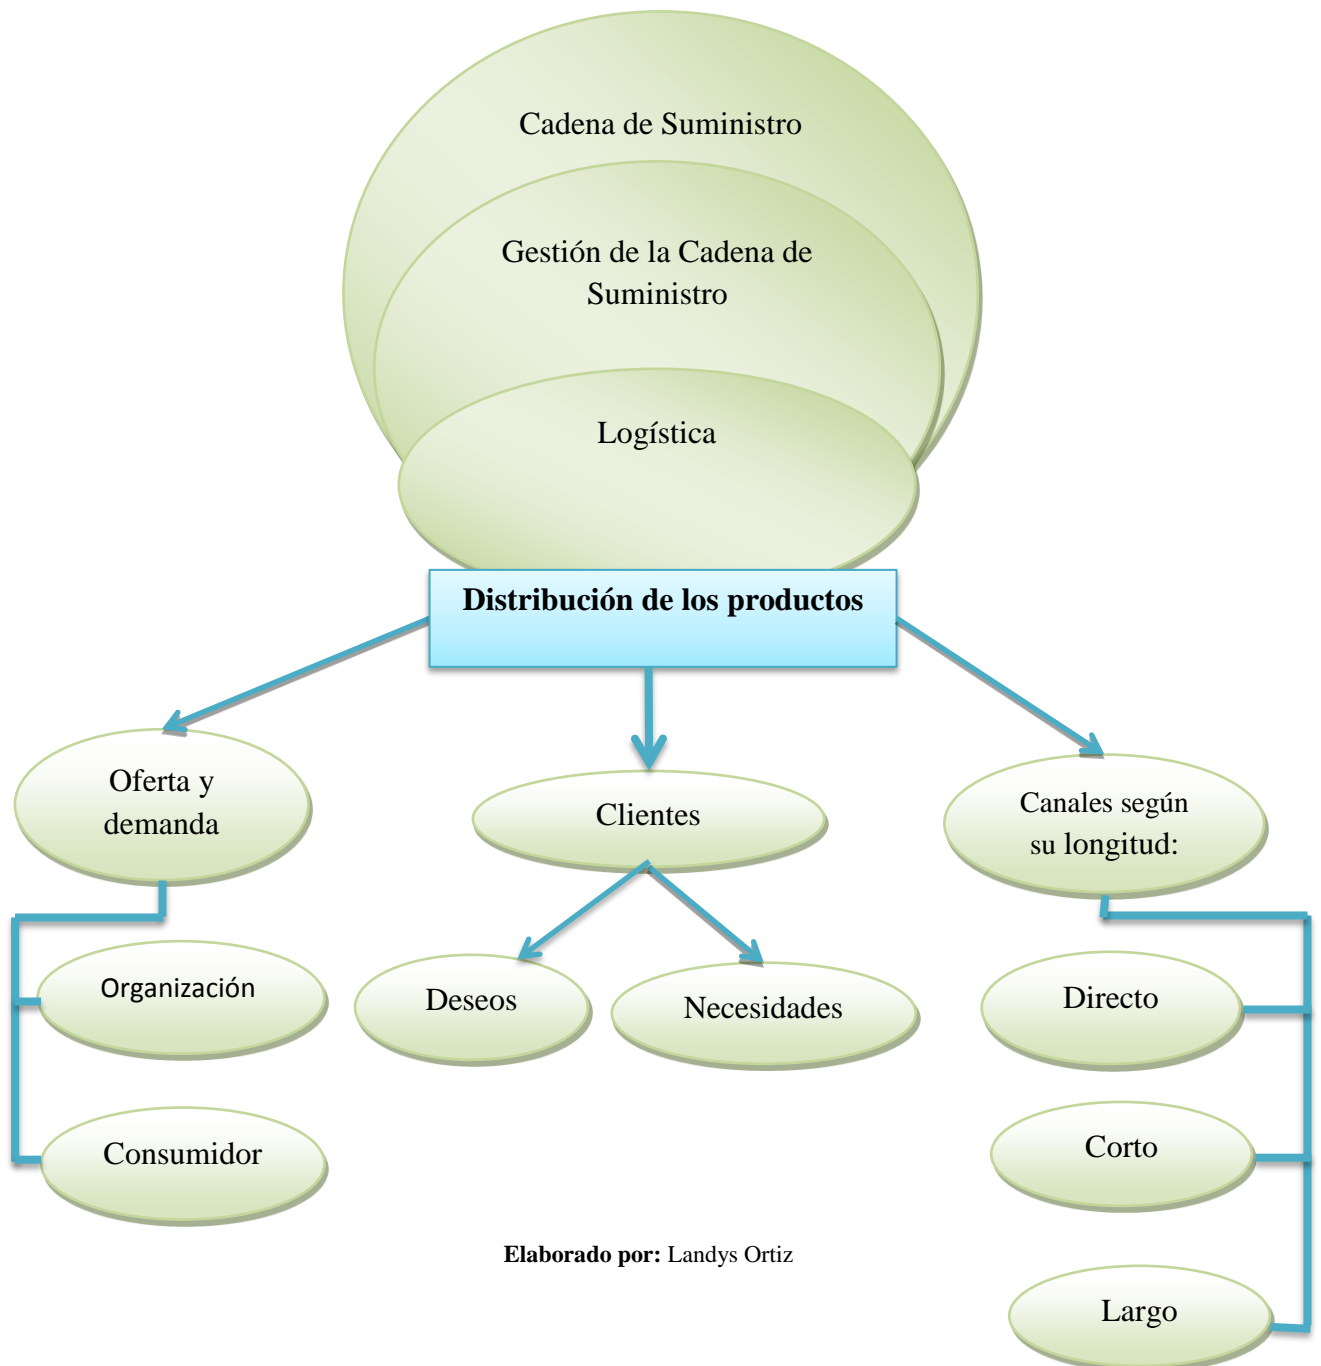 Cadena de Suministro
Gestión de la Cadena de
Suministro
Logística
Distribución de los productos
Oferta y
demanda
Organización
Consumidor
Clientes
Deseos
Necesidades
Canales según
su longitud:
Directo
Corto
Largo
Elaborado por: Landys Ortiz